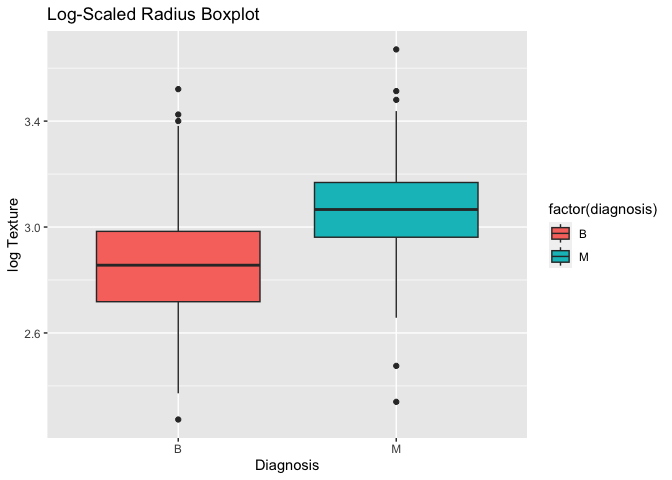 Log-Scaled Radius Boxplot
log Texture
3.4
3.0
2.6
B
M
Diagnosis
factor(diagnosis)
B
M